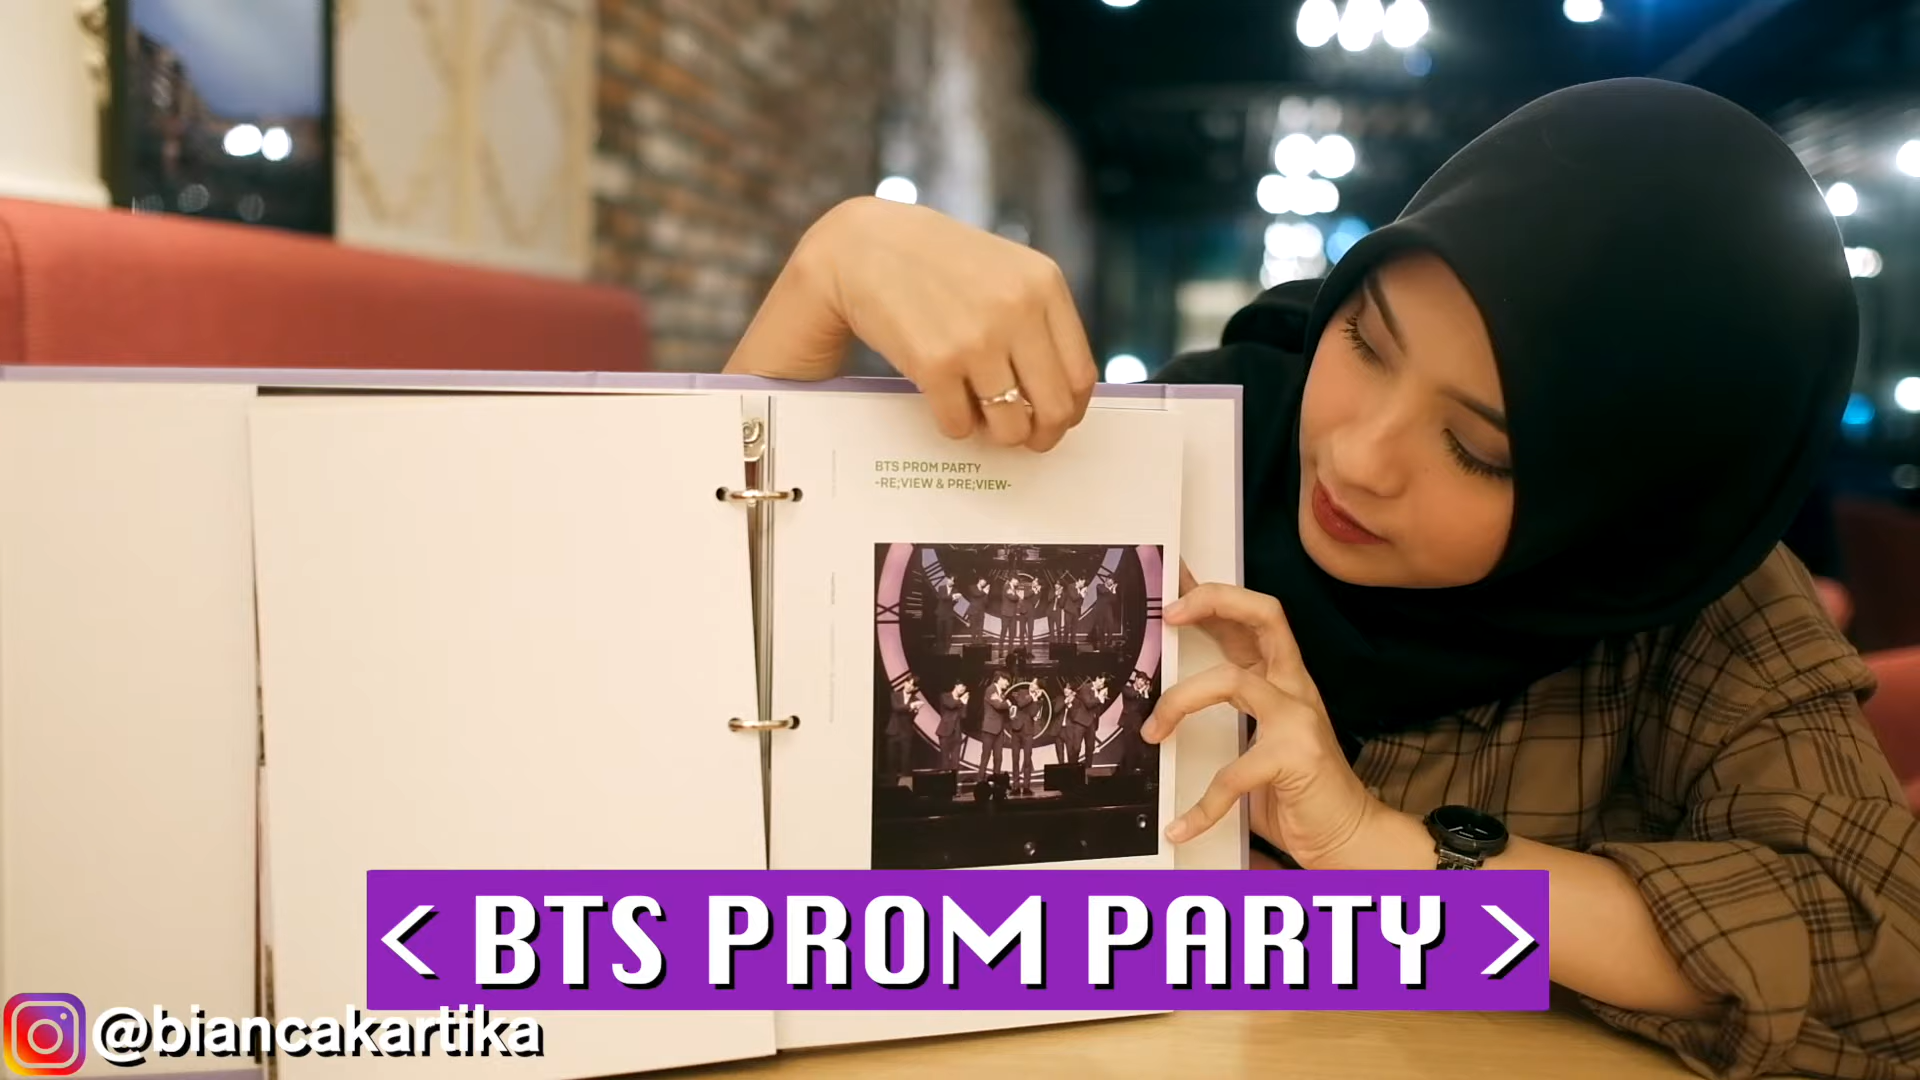 BTS PROM PARTY
-RE;VIEW & PRE;VIEW-
< BTS PROM PARTY >
@biancakartika